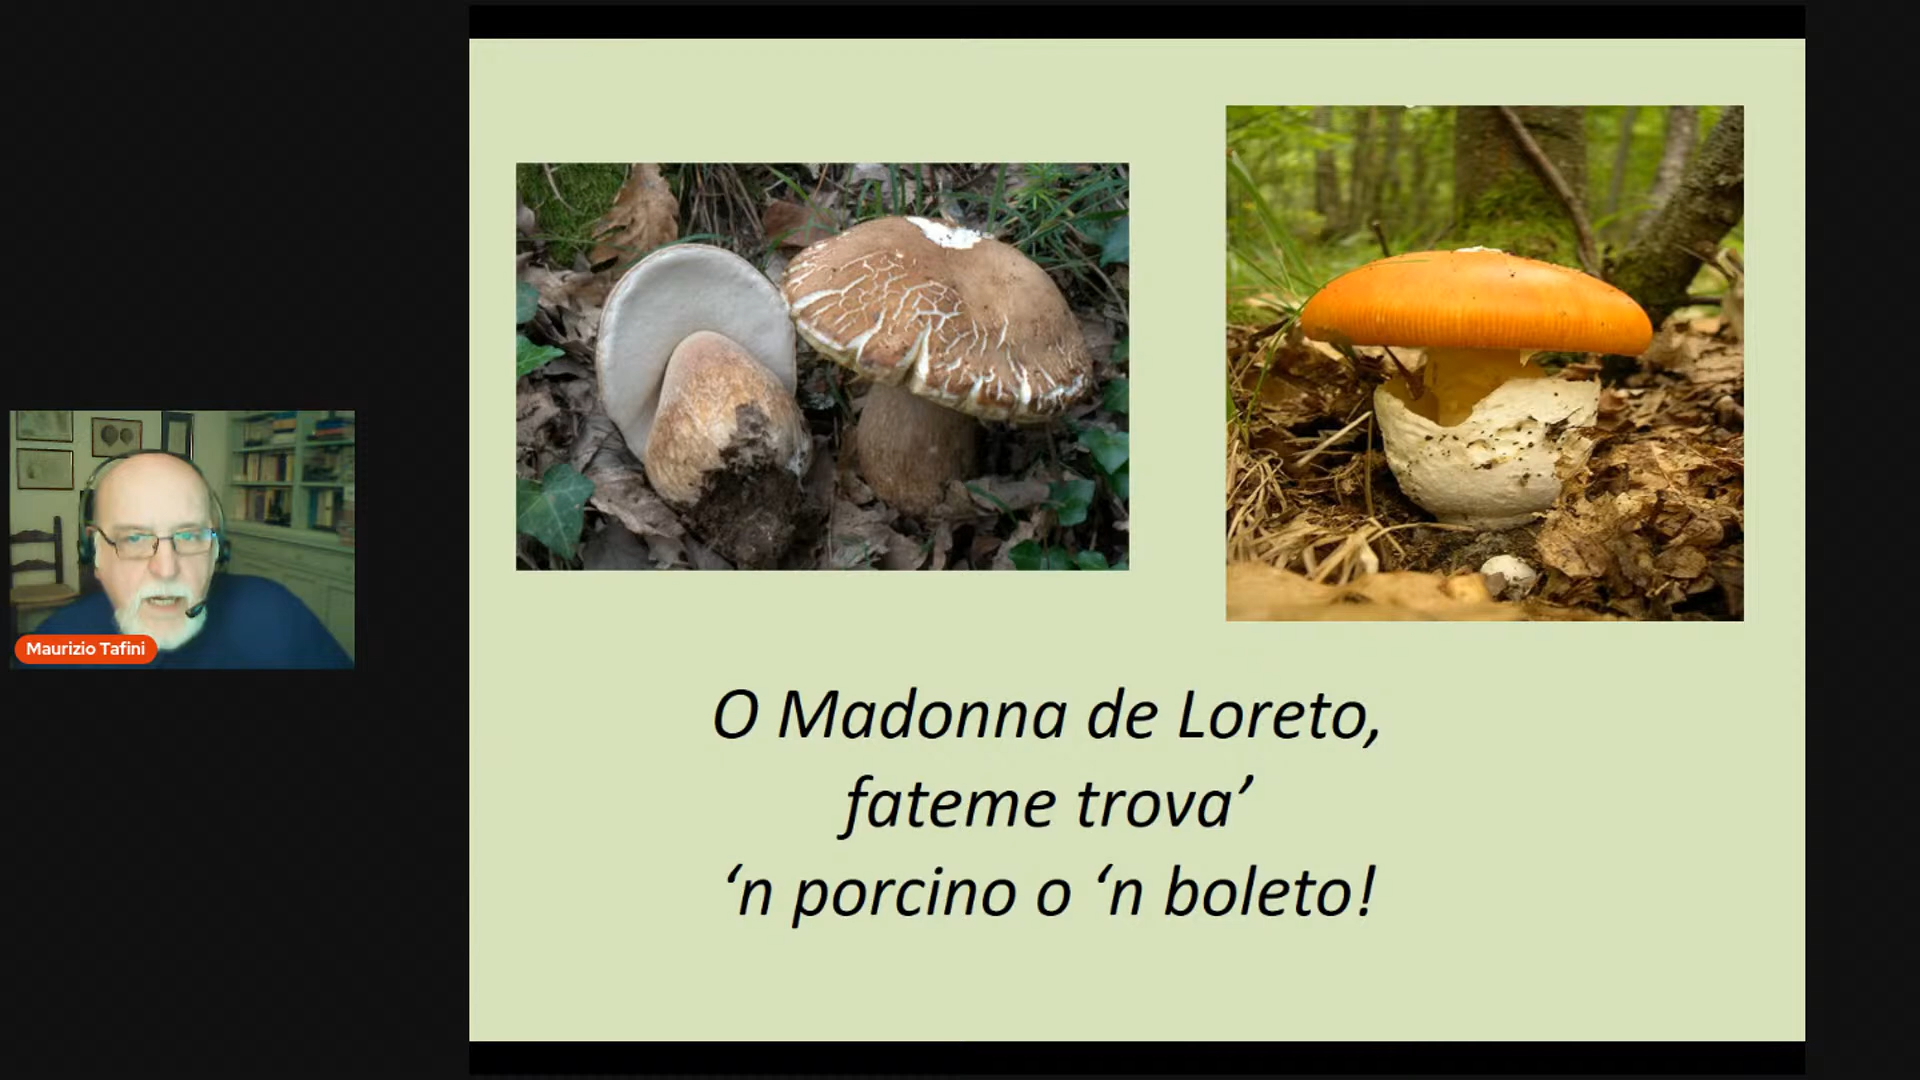 Maurizio Tafini
O Madonna de Loreto,
fateme trova’
‘n porcino o ‘n boleto!